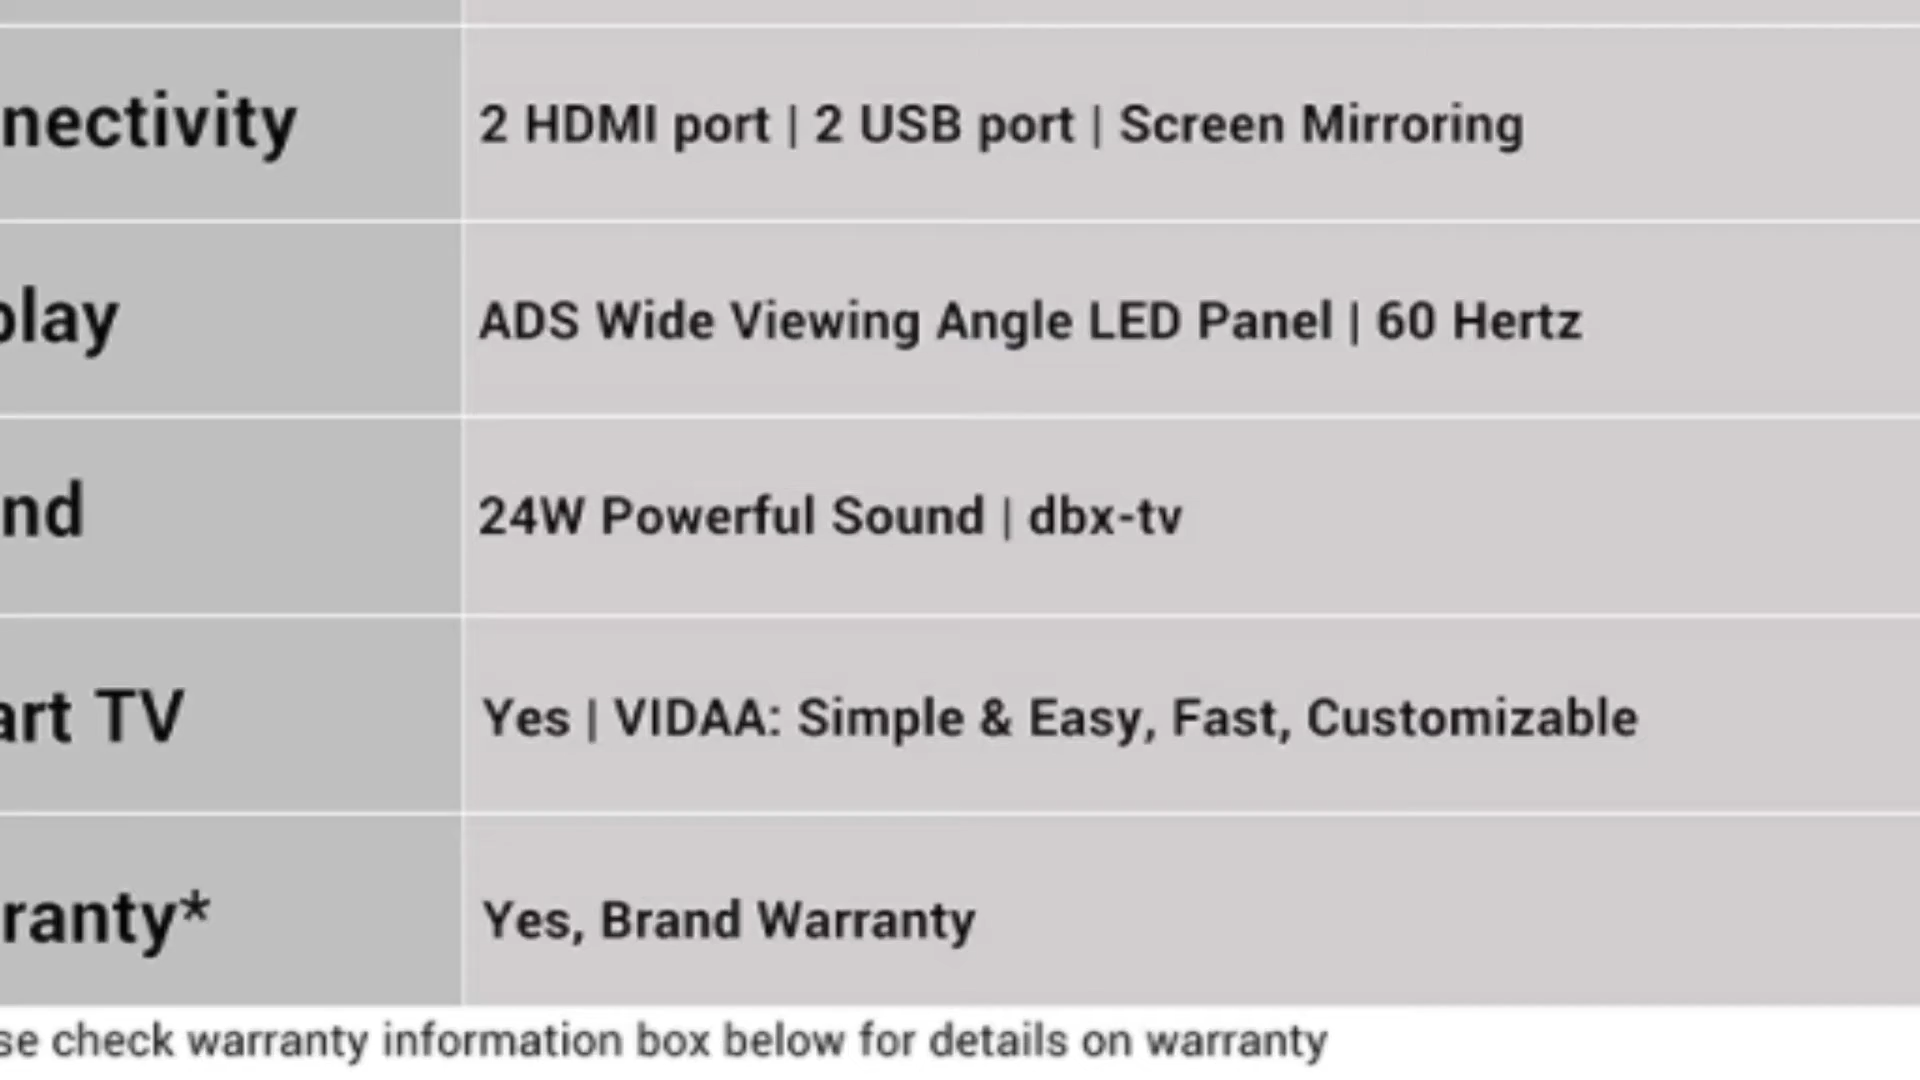 nectivity 2 HDMI port | 2 USB port | Screen Mirroring
play ADS Wide Viewing Angle LED Panel | 60 Hertz
nd 24W Powerful Sound | dbx-tv
art TV Yes | VIDAA: Simple & Easy, Fast, Customizable
ranty* Yes, Brand Warranty
se check warranty information box below for details on warranty